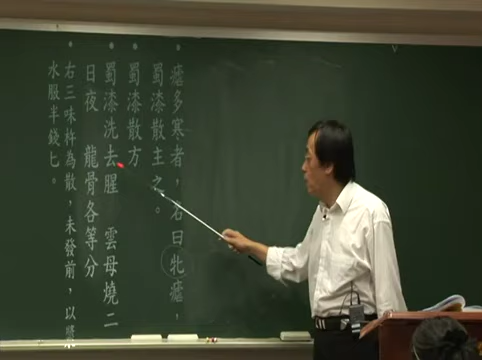 •瘧多寒者，名曰牝瘧，
蜀漆散主之。
•蜀漆散方
•蜀漆洗去腥　雲母燒二
日夜　龍骨各等分
•右三味杵為散，未發前，以漿
水服半錢匕。